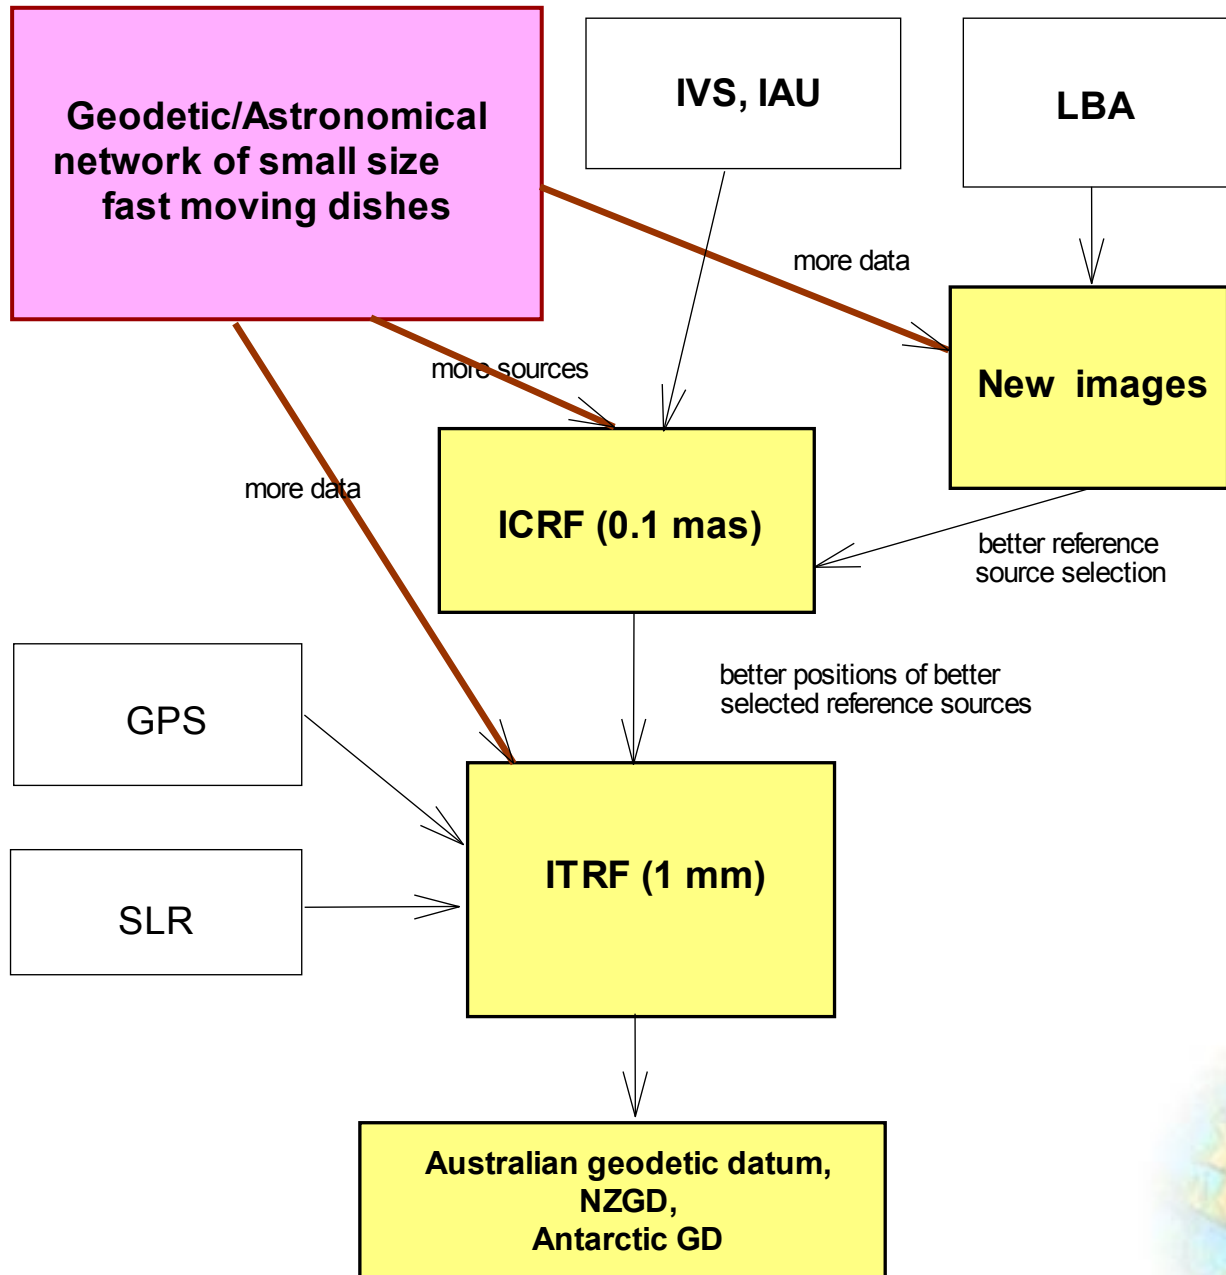 Geodetic/Astronomical
network of small size
fast moving dishes
IVS, IAU
LBA
more data
more sources
New images
more data
ICRF (0.1 mas)
better reference
source selection
better positions of better
selected reference sources
GPS
ITRF (1 mm)
SLR
Australian geodetic datum,
NZGD,
Antarctic GD